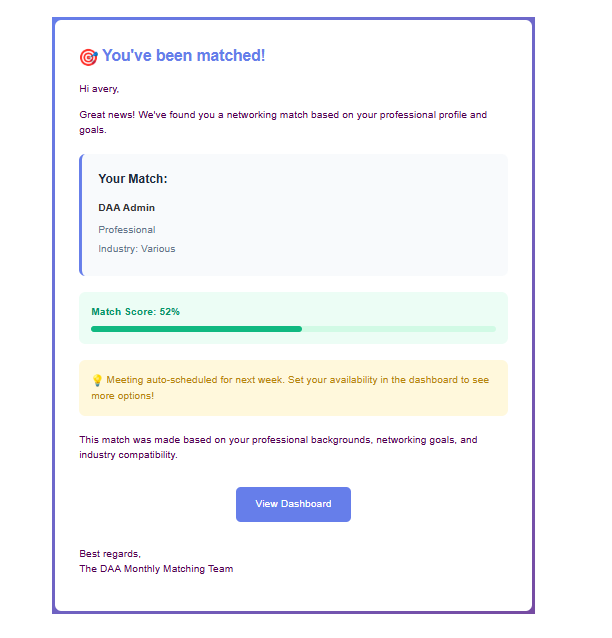 🎯 You've been matched!
Hi avery,
Great news! We've found you a networking match based on your professional profile and
goals.
Your Match:
DAA Admin
Professional
Industry: Various
Match Score: 52%
💡 Meeting auto-scheduled for next week. Set your availability in the dashboard to see
more options!
This match was made based on your professional backgrounds, networking goals, and
industry compatibility.
View Dashboard
Best regards,
The DAA Monthly Matching Team